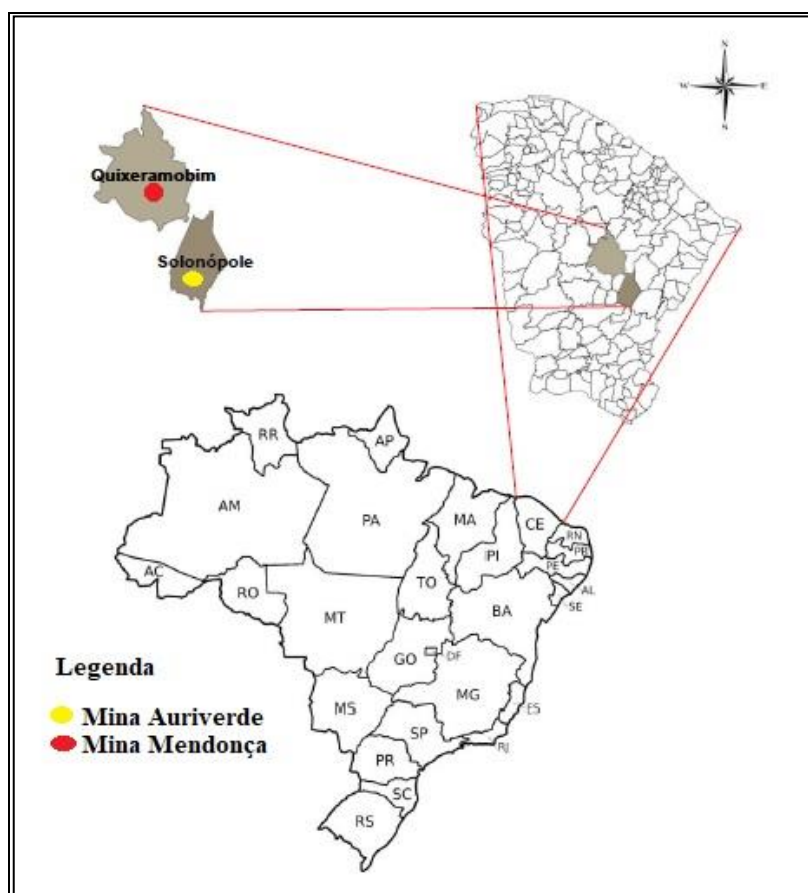 N
W
E
S
Quixeramobim
Solonópole
RR
AP
AM
PA
MA
CE
RN
PB
PE
PI
AC
TO
AL
SE
RO
MT
BA
GO
DF
MG
MS
ES
SP
RJ
PR
SC
RS
Legenda
Mina Auriverde
Mina Mendonça